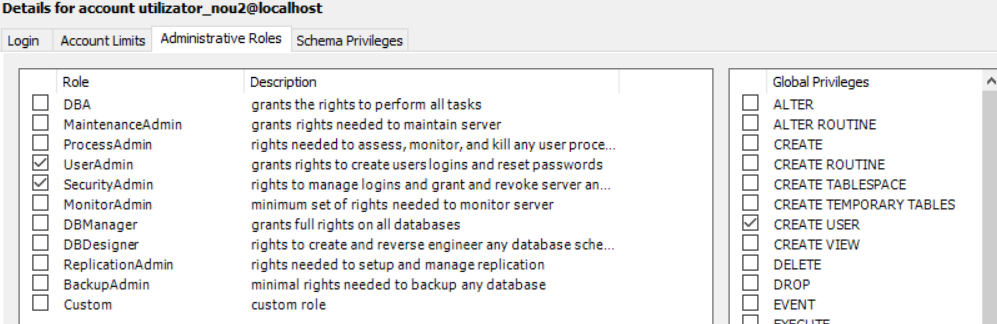 Details for account utilizator_nou2@localhost
Login Account Limits Administrative Roles Schema Privileges
Role Description Global Privileges
DBA grants the rights to perform all tasks ALTER
MaintenanceAdmin grants rights needed to maintain server ALTER ROUTINE
ProcessAdmin rights needed to assess, monitor, and kill any user proce... CREATE
UserAdmin grants rights to create users logins and reset passwords CREATE ROUTINE
SecurityAdmin rights to manage logins and grant and revoke server an... CREATE TABLESPACE
MonitorAdmin minimum set of rights needed to monitor server CREATE TEMPORARY TABLES
DBManager grants full rights on all databases CREATE USER
DBDesigner rights to create and reverse engineer any database sche... CREATE VIEW
ReplicationAdmin rights needed to setup and manage replication DELETE
BackupAdmin minimal rights needed to backup any database DROP
Custom custom role EVENT
EXECUTE